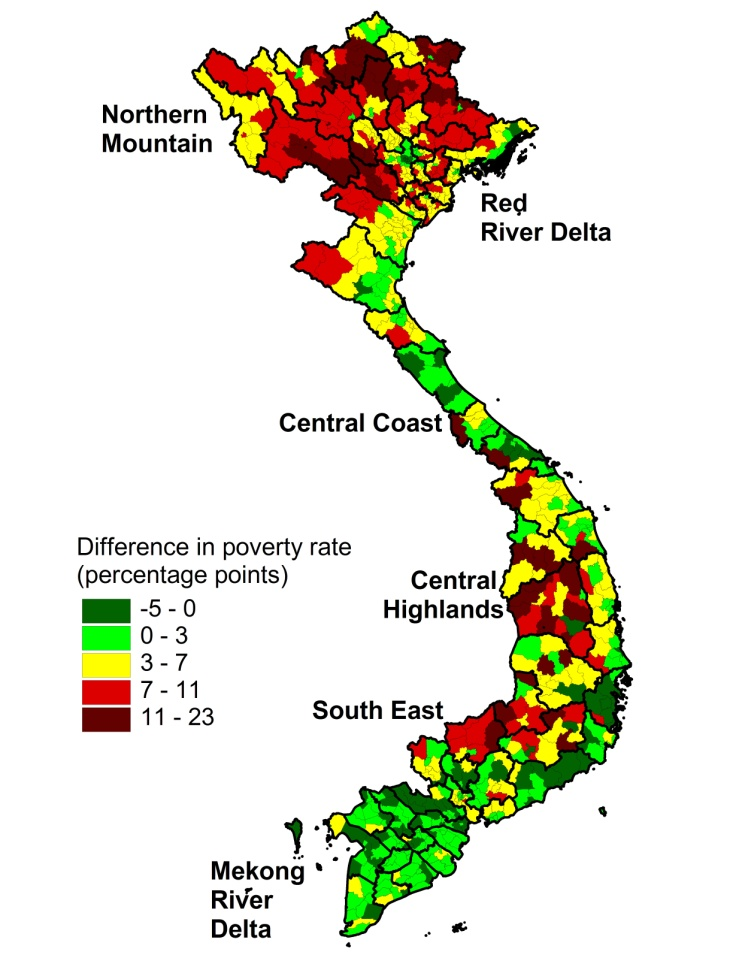 Northern
Mountain
Red
River Delta
Central Coast
Difference in poverty rate
(percentage points)
-5 - 0
0 - 3
3 - 7
7 - 11
11 - 23
Central
Highlands
South East
Mekong
River
Delta